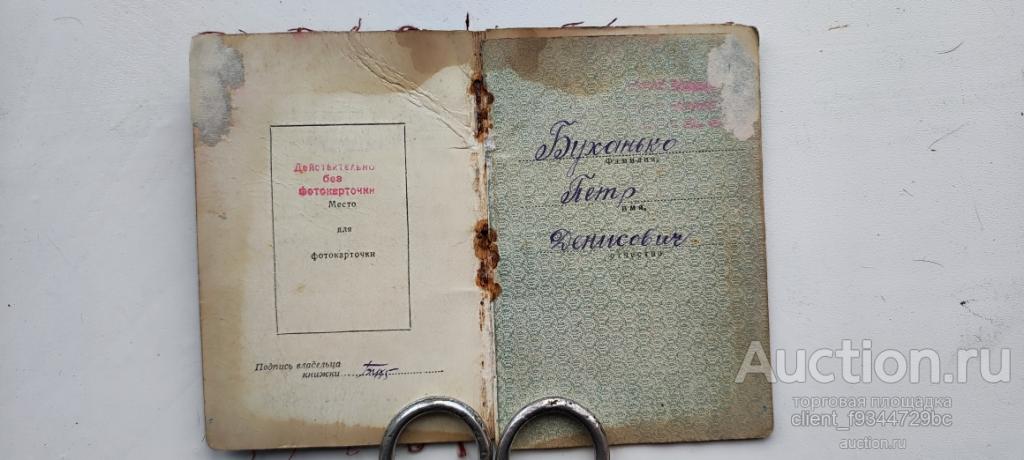 Действительно
без
фотокарточки
Место
для
фотокарточки
Подпись владельца
книжки
Буханько
фамилия,
Петр
имя,
Денисович
отчество
Auction.ru
торговая площадка
client_f9344729bc
auction.ru